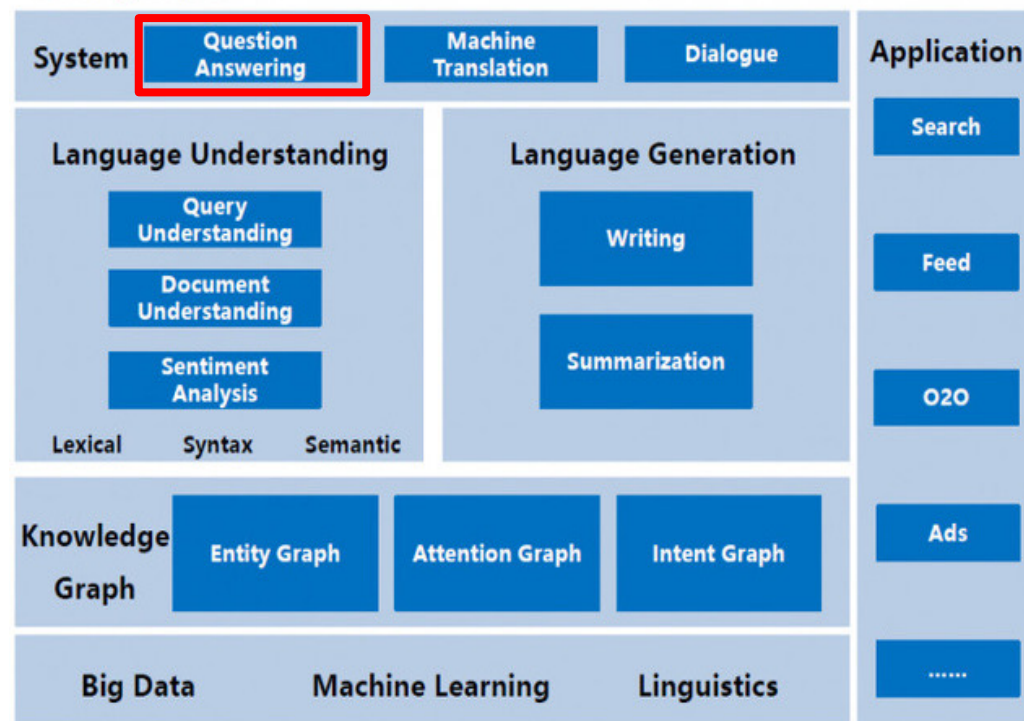 System
Question
Answering
Machine
Translation
Dialogue
Application
Search
Feed
O2O
Ads
......
Language Understanding
Query
Understanding
Document
Understanding
Sentiment
Analysis
Lexical Syntax Semantic
Language Generation
Writing
Summarization
Knowledge
Graph
Entity Graph
Attention Graph
Intent Graph
Big Data Machine Learning Linguistics